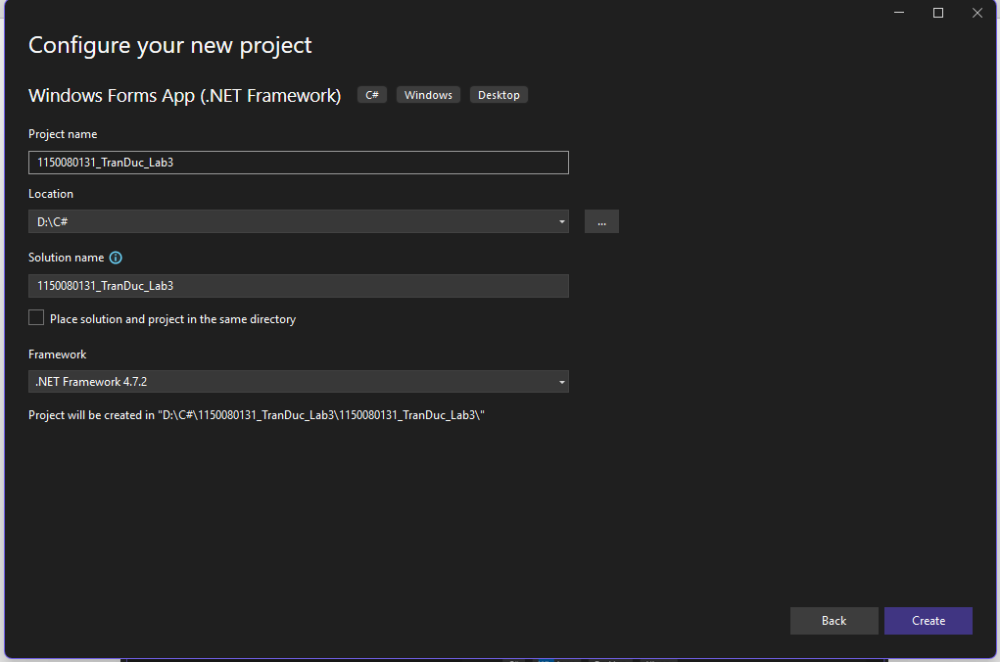 Configure your new project
Windows Forms App (.NET Framework) C# Windows Desktop
Project name
1150080131_TranDuc_Lab3
Location
D:\C#
...
Solution name
1150080131_TranDuc_Lab3
Place solution and project in the same directory
Framework
.NET Framework 4.7.2
Project will be created in "D:\C#\1150080131_TranDuc_Lab3\1150080131_TranDuc_Lab3\"
Back Create